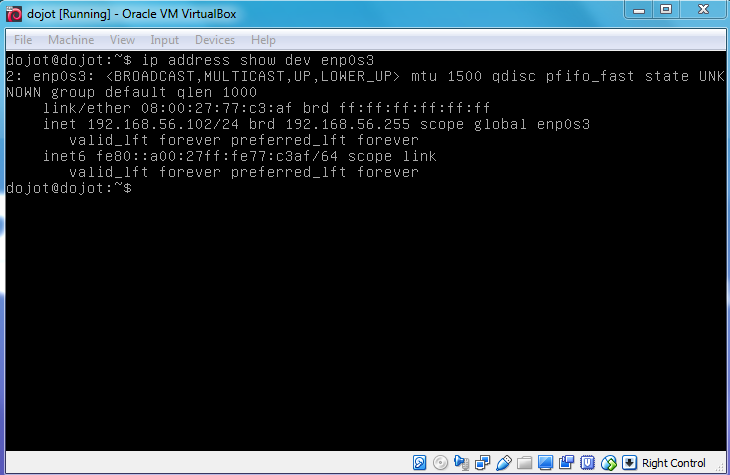 dojot [Running] - Oracle VM VirtualBox
File Machine View Input Devices Help
dojot@dojot:~$ ip address show dev enp0s3
2: enp0s3: <BROADCAST,MULTICAST,UP,LOWER_UP> mtu 1500 qdisc pfifo_fast state UNK
NOWN group default qlen 1000
    link/ether 08:00:27:77:c3:af brd ff:ff:ff:ff:ff:ff
    inet 192.168.56.102/24 brd 192.168.56.255 scope global enp0s3
       valid_lft forever preferred_lft forever
    inet6 fe80::a00:27ff:fe77:c3af/64 scope link
       valid_lft forever preferred_lft forever
dojot@dojot:~$
Right Control